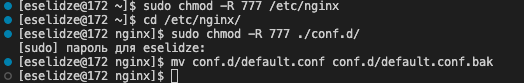 [eselidze@172 ~]$ sudo chmod -R 777 /etc/nginx
[eselidze@172 ~]$ cd /etc/nginx/
[eselidze@172 nginx]$ sudo chmod -R 777 ./conf.d/
[sudo] пароль для eselidze:
[eselidze@172 nginx]$ mv conf.d/default.conf conf.d/default.conf.bak
[eselidze@172 nginx]$